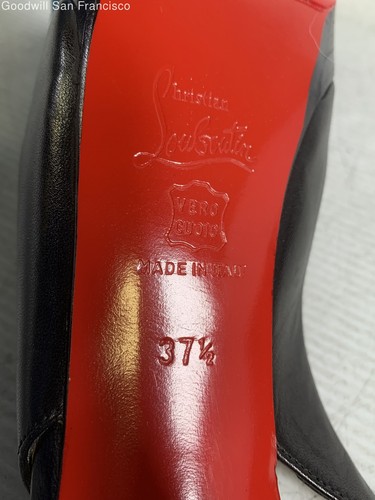 Goodwill San Francisco
Christian
Louboutin
VERO
CUOIO
MADE IN ITALY
37½